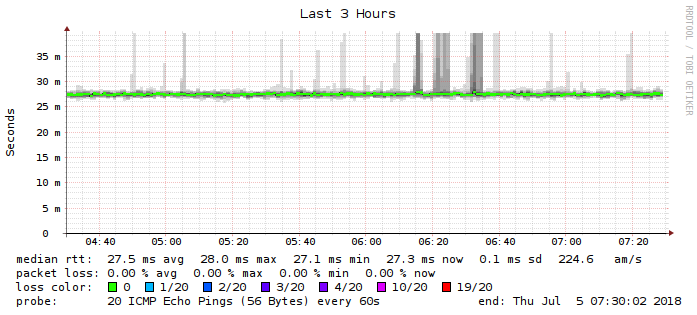 Last 3 Hours
RRDTOOL / TOBI OETIKER
Seconds
35 m
30 m
25 m
20 m
15 m
10 m
5 m
0
04:40 05:00 05:20 05:40 06:00 06:20 06:40 07:00 07:20
median rtt: 27.5 ms avg 28.0 ms max 27.1 ms min 27.3 ms now 0.1 ms sd 224.6 am/s
packet loss: 0.00 % avg 0.00 % max 0.00 % min 0.00 % now
loss color: 0 1/20 2/20 3/20 4/20 10/20 19/20
probe: 20 ICMP Echo Pings (56 Bytes) every 60s end: Thu Jul 5 07:30:02 2018